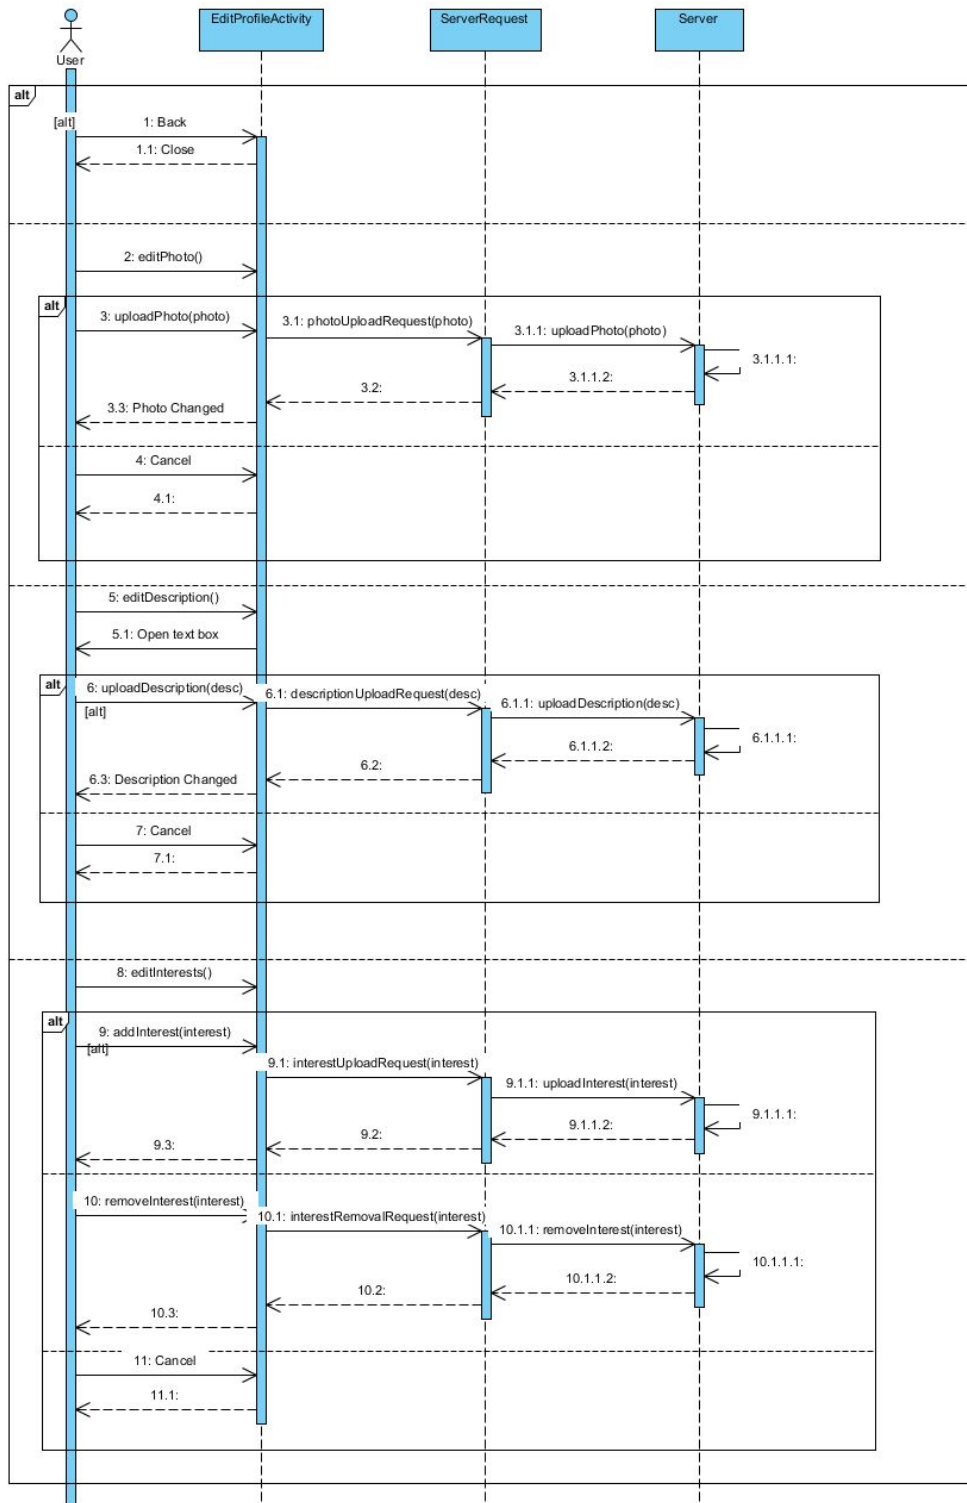 EditProfileActivity
ServerRequest
Server
User
alt
[alt]
1: Back
1.1: Close
2: editPhoto()
alt
3: uploadPhoto(photo)
3.1: photoUploadRequest(photo)
3.1.1: uploadPhoto(photo)
3.1.1.1:
3.1.1.2:
3.2:
3.3: Photo Changed
4: Cancel
4.1:
5: editDescription()
5.1: Open text box
alt
6: uploadDescription(desc)
[alt]
6.1: descriptionUploadRequest(desc)
6.1.1: uploadDescription(desc)
6.1.1.1:
6.1.1.2:
6.2:
6.3: Description Changed
7: Cancel
7.1:
8: editInterests()
alt
9: addInterest(interest)
[alt]
9.1: interestUploadRequest(interest)
9.1.1: uploadInterest(interest)
9.1.1.1:
9.1.1.2:
9.2:
9.3:
10: removeInterest(interest)
10.1: interestRemovalRequest(interest)
10.1.1: removeInterest(interest)
10.1.1.1:
10.1.1.2:
10.2:
10.3:
11: Cancel
11.1: